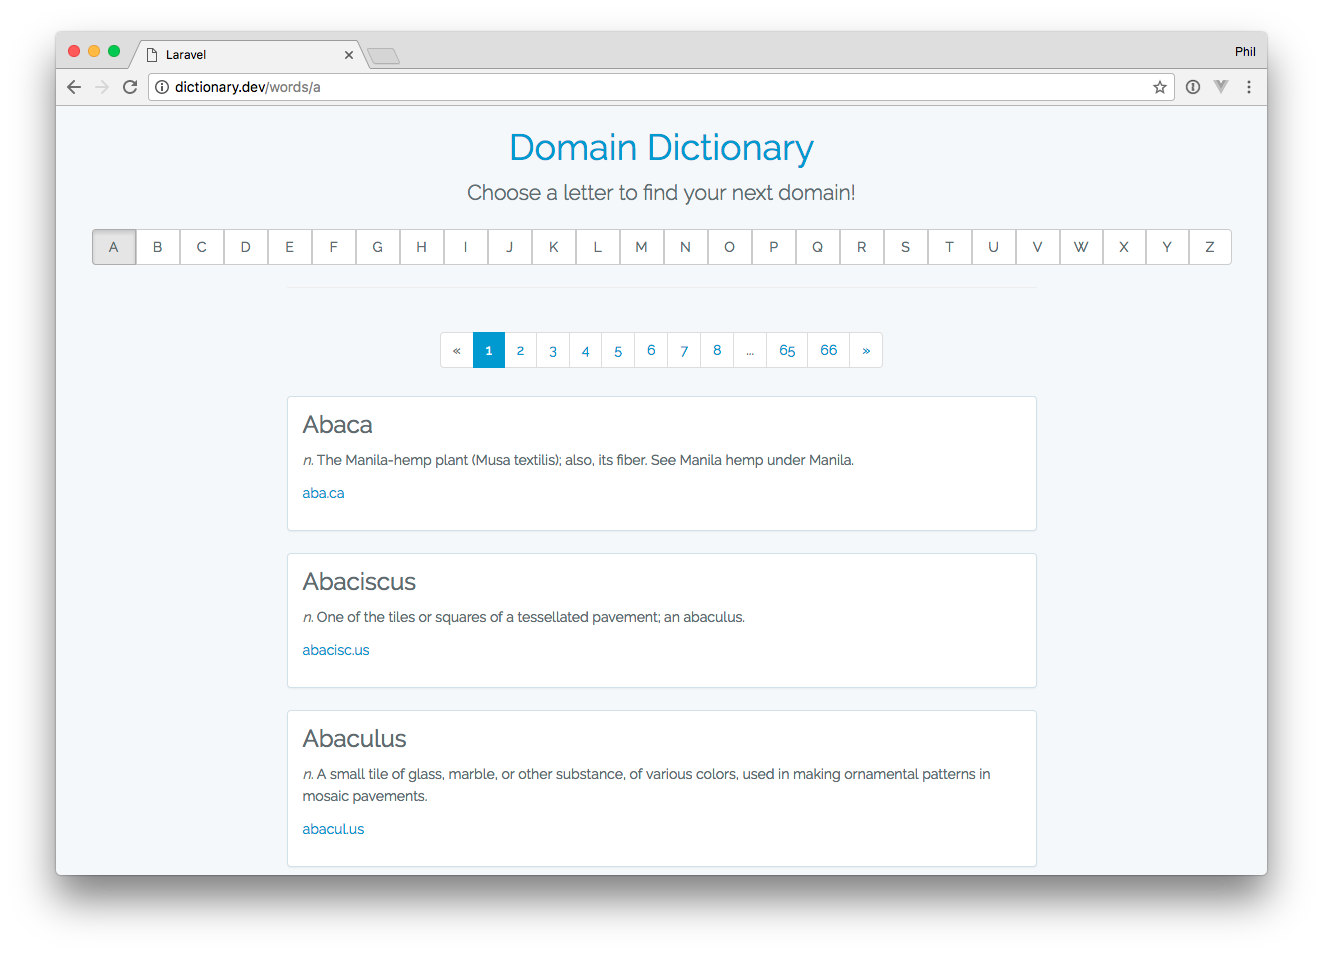 Laravel
Phil
dictionary.dev/words/a
Domain Dictionary
Choose a letter to find your next domain!
A B C D E F G H I J K L M N O P Q R S T U V W X Y Z
« 1 2 3 4 5 6 7 8 ... 65 66 »
Abaca
n. The Manila-hemp plant (Musa textilis); also, its fiber. See Manila hemp under Manila.
aba.ca
Abaciscus
n. One of the tiles or squares of a tessellated pavement; an abaculus.
abacisc.us
Abaculus
n. A small tile of glass, marble, or other substance, of various colors, used in making ornamental patterns in
mosaic pavements.
abacul.us